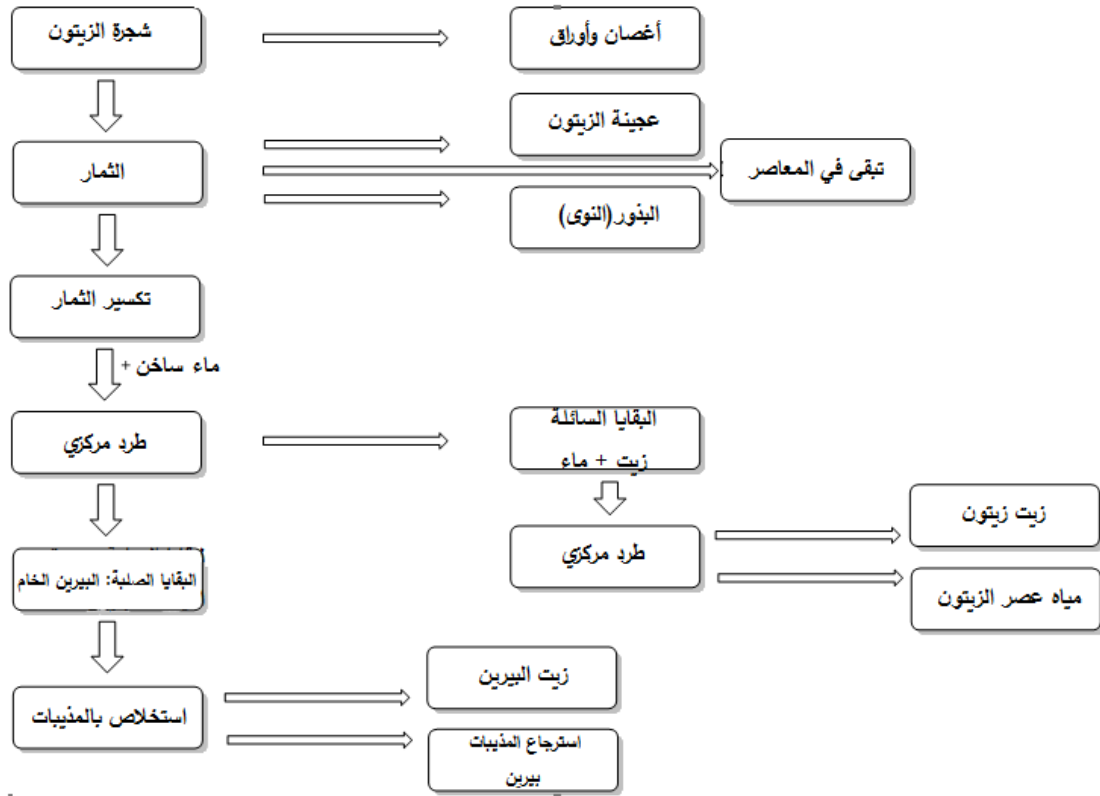 شجرة الزيتون
أغصان وأوراق
عجينة الزيتون
الثمار
تبقى في المعاصر
البذور(النوى)
تكسير الثمار
ماء ساخن +
طرد مركزي
البقايا السائلة
زيت + ماء
زيت زيتون
طرد مركزي
البقايا الصلبة: البيرين الخام
مياه عصر الزيتون
زيت البيرين
استخلاص بالمذيبات
استرجاع المذيبات
بيرين